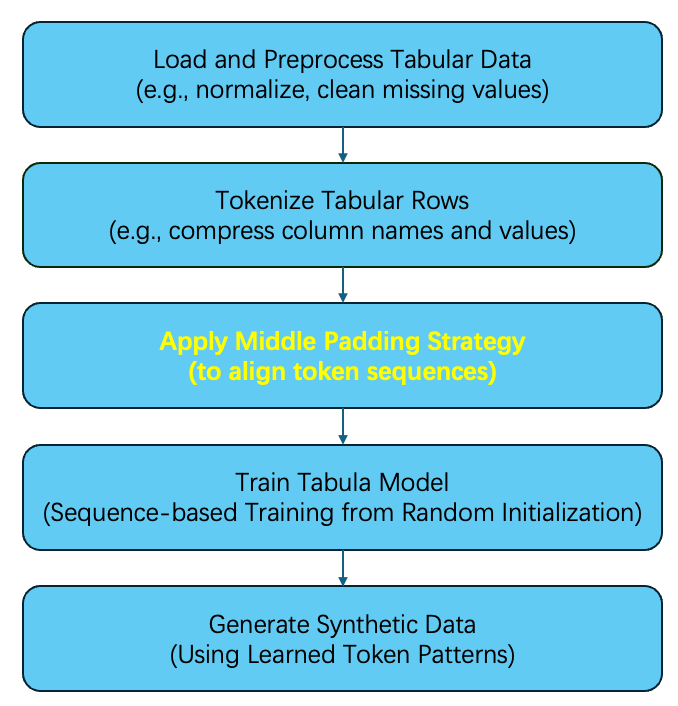 Load and Preprocess Tabular Data
(e.g., normalize, clean missing values)
Tokenize Tabular Rows
(e.g., compress column names and values)
Apply Middle Padding Strategy
(to align token sequences)
Train Tabula Model
(Sequence-based Training from Random Initialization)
Generate Synthetic Data
(Using Learned Token Patterns)